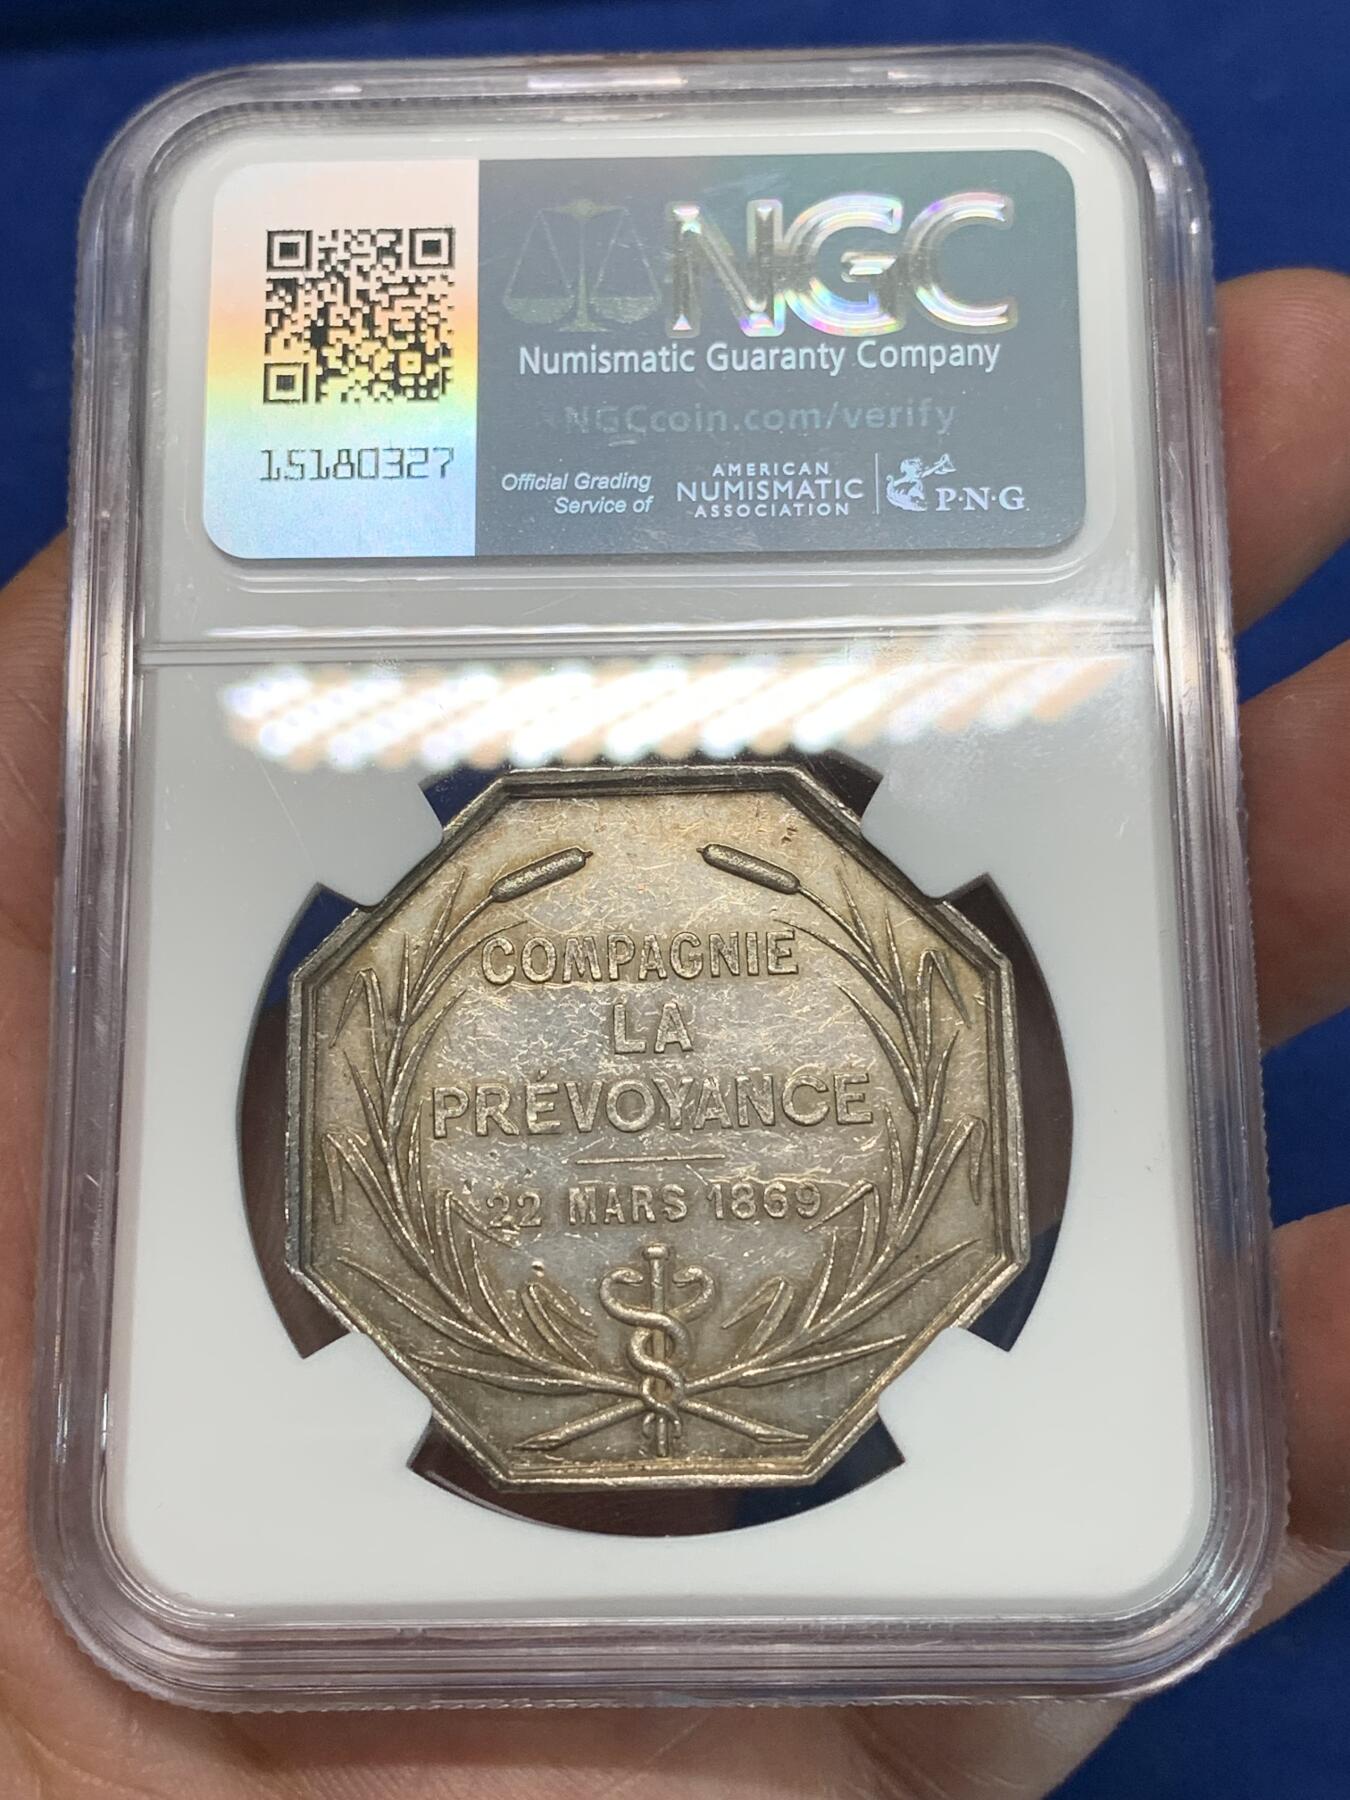 NGC
Numismatic Guaranty Company
NGCcoin.com/verify
15180327
Official Grading
Service of
AMERICAN
NUMISMATIC
ASSOCIATION
P·N·G
COMPAGNIE
LA
PRÉVOYANCE
22 MARS 1869